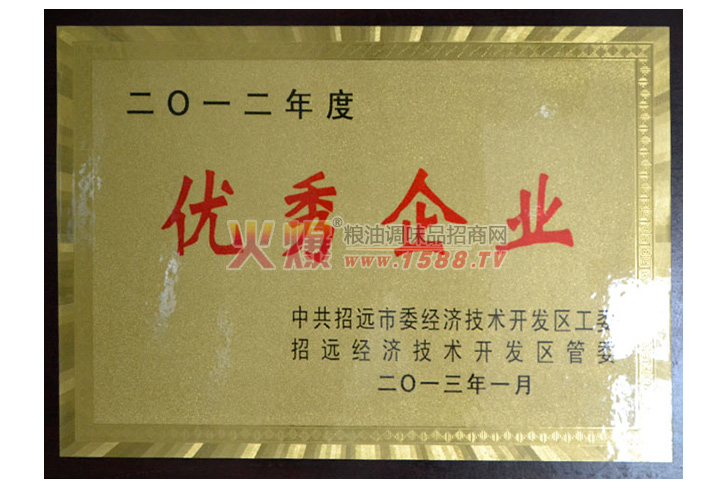 二〇一二年度
优秀企业
火爆®粮油调味品招商网
www.1588.TV
中共招远市委经济技术开发区工委
招远经济技术开发区管委
二〇一三年一月